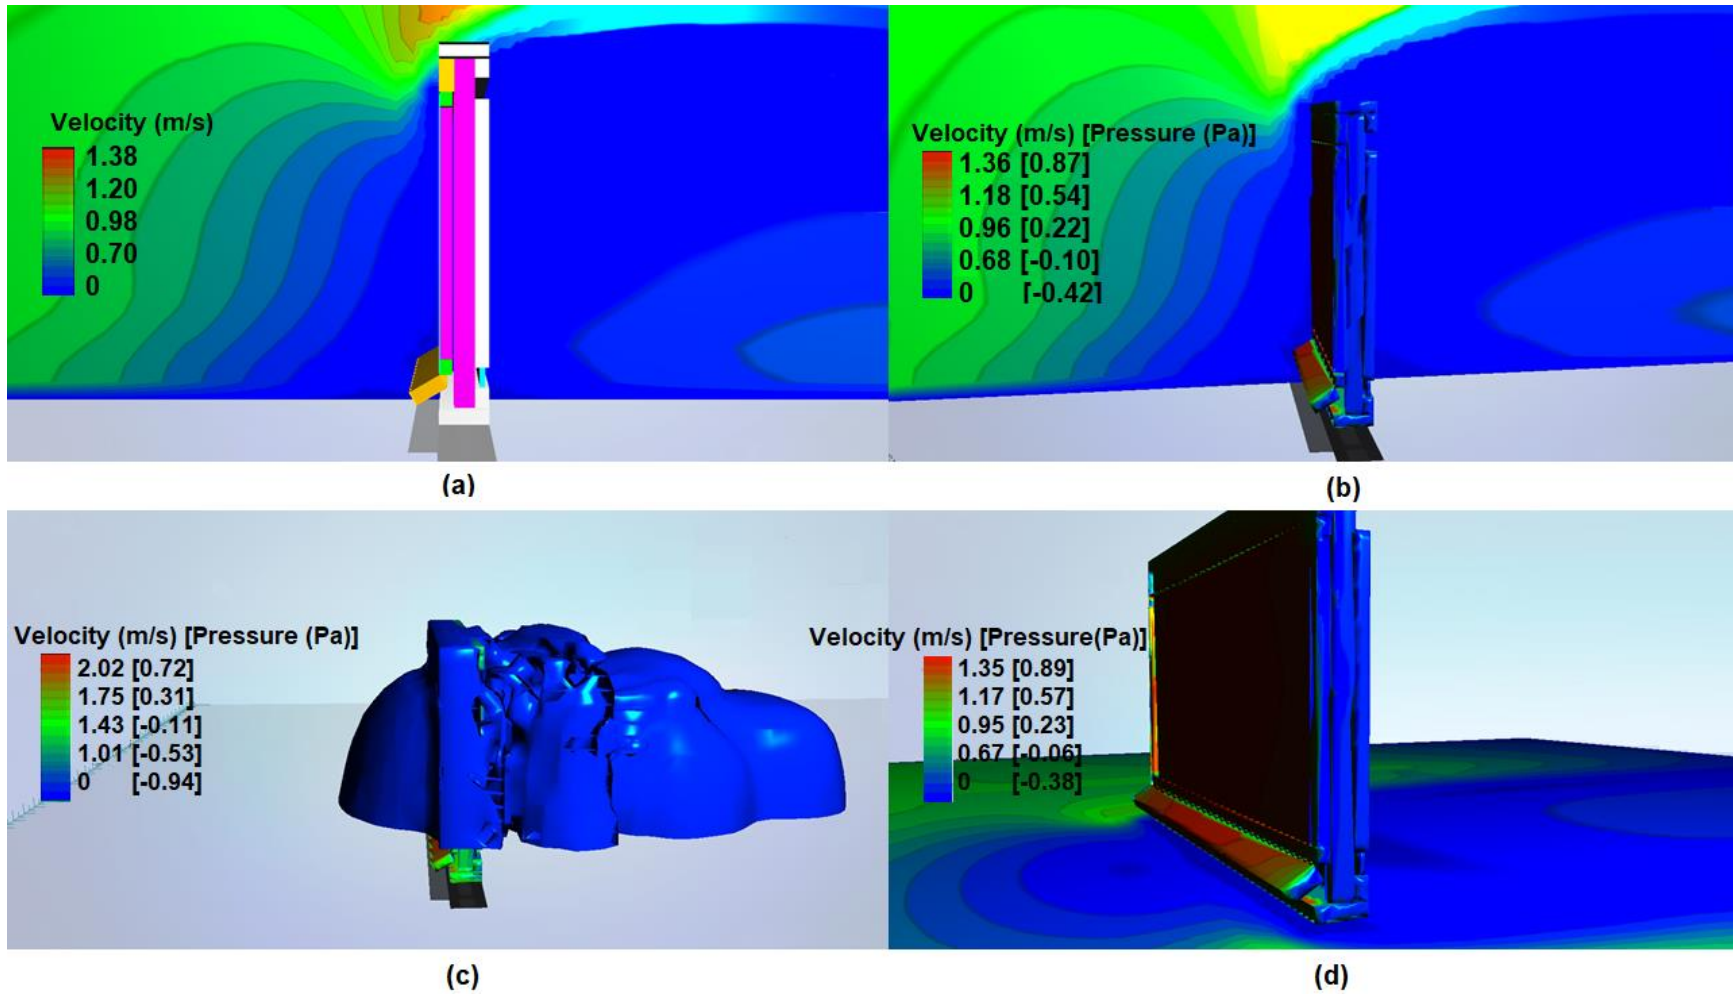 Velocity (m/s)
1.38
1.20
0.98
0.70
0
(a)
Velocity (m/s) [Pressure (Pa)]
1.36 [0.87]
1.18 [0.54]
0.96 [0.22]
0.68 [-0.10]
0 [-0.42]
(b)
Velocity (m/s) [Pressure (Pa)]
2.02 [0.72]
1.75 [0.31]
1.43 [-0.11]
1.01 [-0.53]
0 [-0.94]
(c)
Velocity (m/s) [Pressure(Pa)]
1.35 [0.89]
1.17 [0.57]
0.95 [0.23]
0.67 [-0.06]
0 [-0.38]
(d)